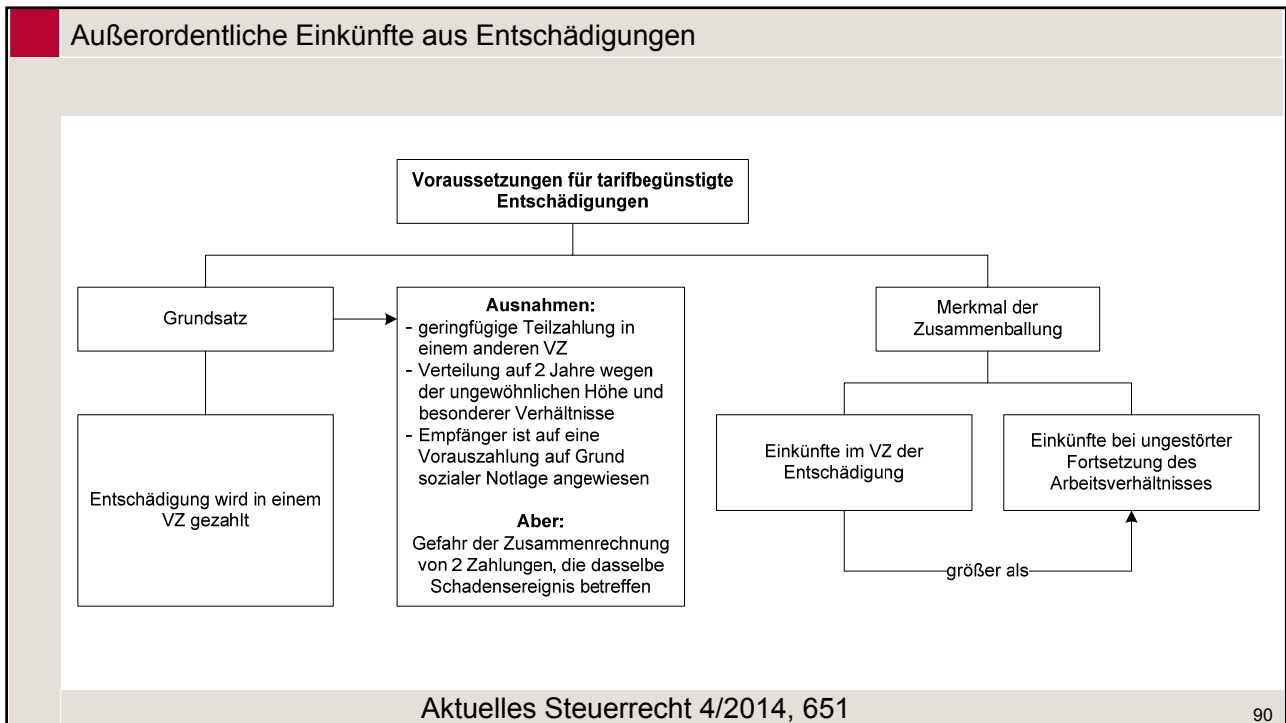 Außerordentliche Einkünfte aus Entschädigungen
Voraussetzungen für tarifbegünstigte
Entschädigungen
Grundsatz
Entschädigung wird in einem
VZ gezahlt
Ausnahmen:
- geringfügige Teilzahlung in
einem anderen VZ
- Verteilung auf 2 Jahre wegen
der ungewöhnlichen Höhe und
besonderer Verhältnisse
- Empfänger ist auf eine
Vorauszahlung auf Grund
sozialer Notlage angewiesen
Aber:
Gefahr der Zusammenrechnung
von 2 Zahlungen, die dasselbe
Schadensereignis betreffen
Merkmal der
Zusammenballung
Einkünfte im VZ der
Entschädigung
Einkünfte bei ungestörter
Fortsetzung des
Arbeitsverhältnisses
größer als
Aktuelles Steuerrecht 4/2014, 651
90